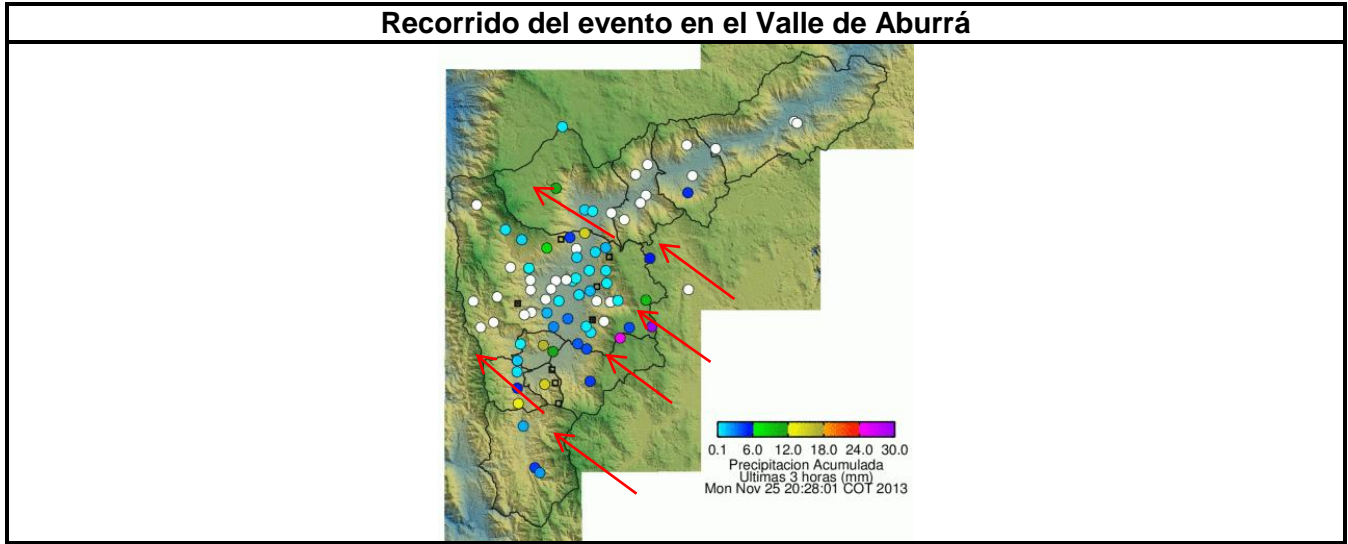 Recorrido del evento en el Valle de Aburrá
0.1 6.0 12.0 18.0 24.0 30.0
Precipitacion Acumulada
Ultimas 3 horas (mm)
Mon Nov 25 20:28:01 COT 2013